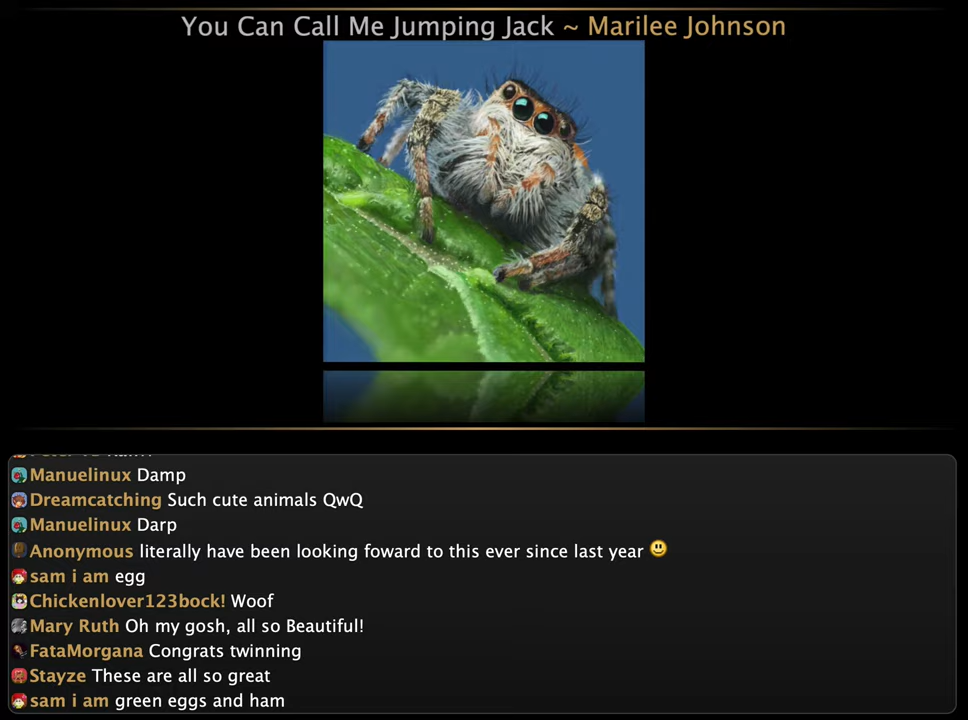 You Can Call Me Jumping Jack ~ Marilee Johnson
Manuelinux Damp
Dreamcatching Such cute animals QwQ
Manuelinux Darp
Anonymous literally have been looking foward to this ever since last year
sam i am egg
Chickenlover123bock! Woof
Mary Ruth Oh my gosh, all so Beautiful!
FataMorgana Congrats twinning
Stayze These are all so great
sam i am green eggs and ham